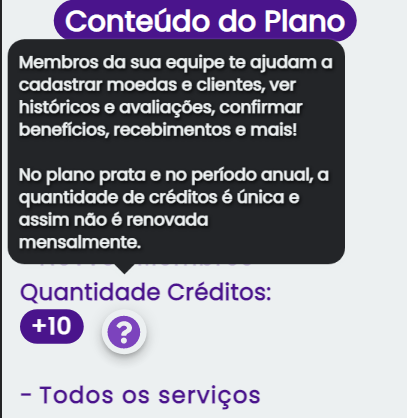 Conteúdo do Plano
Membros da sua equipe te ajudam a
cadastrar moedas e clientes, ver
históricos e avaliações, confirmar
benefícios, recebimentos e mais!
No plano prata e no período anual, a
quantidade de créditos é única e
assim não é renovada
mensalmente.
Quantidade Créditos:
+10
?
- Todos os serviços